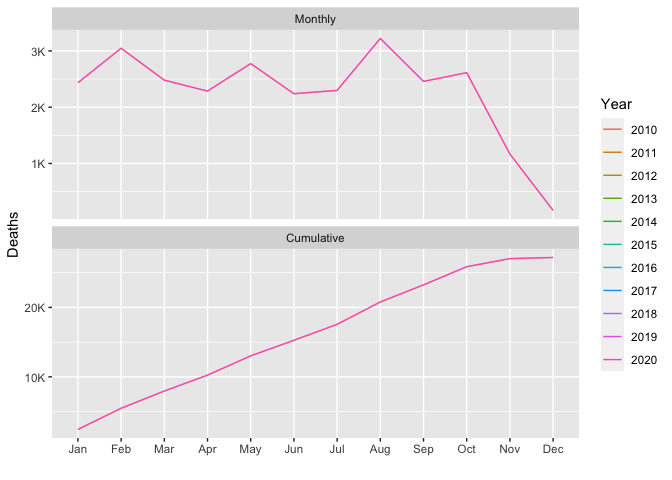 Monthly
3K
2K
1K
Deaths
Cumulative
20K
10K
Jan Feb Mar Apr May Jun Jul Aug Sep Oct Nov Dec
Year
2010
2011
2012
2013
2014
2015
2016
2017
2018
2019
2020